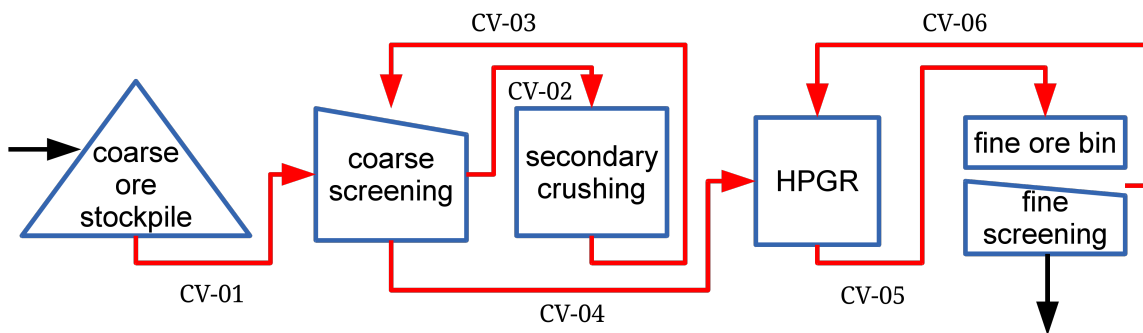 CV-03
CV-06
CV-02
coarse
ore
stockpile
coarse
screening
secondary
crushing
HPGR
fine ore bin
fine
screening
CV-01
CV-04
CV-05